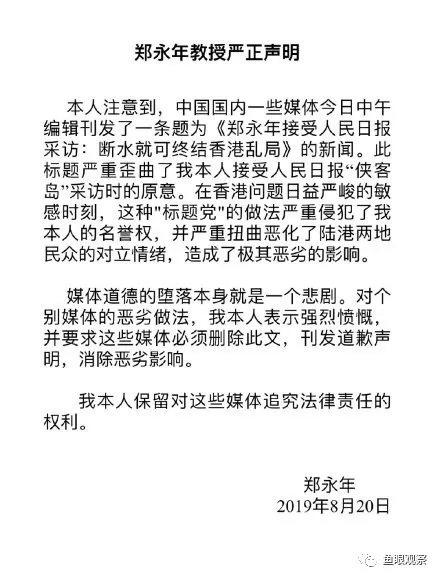 郑永年教授严正声明
本人注意到，中国国内一些媒体今日中午
编辑刊发了一条题为《郑永年接受人民日报
采访：断水就可终结香港乱局》的新闻。此
标题严重歪曲了我本人接受人民日报“侠客
岛”采访时的原意。在香港问题日益严峻的敏
感时刻，这种"标题党"的做法严重侵犯了我
本人的名誉权，并严重扭曲恶化了陆港两地
民众的对立情绪，造成了极其恶劣的影响。
媒体道德的堕落本身就是一个悲剧。对个
别媒体的恶劣做法，我本人表示强烈愤慨，
并要求这些媒体必须删除此文，刊发道歉声
明，消除恶劣影响。
我本人保留对这些媒体追究法律责任的
权利。
郑永年
2019年8月20日
鱼眼观察